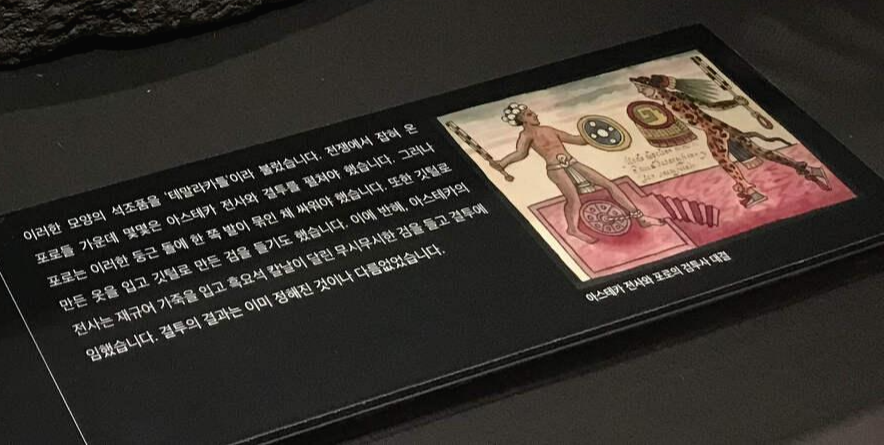 이러한 모양의 석조품을 '테말라카틀'이라 불렀습니다. 전쟁에서 잡혀 온
포로들 가운데 몇몇은 아스테카 전사와 결투를 펼쳐야 했습니다. 그러나
포로는 이러한 둥근 돌에 한 쪽 발이 묶인 채 싸워야 했습니다. 또한 깃털로
만든 옷을 입고 깃털로 만든 검을 들기도 했습니다. 이에 반해, 아스테카의
전사는 재규어 가죽을 입고 흑요석 칼날이 달린 무시무시한 검을 들고 결투에
임했습니다. 결투의 결과는 이미 정해진 것이나 다름없었습니다.
아스테카 전사와 포로의 검투사 대결